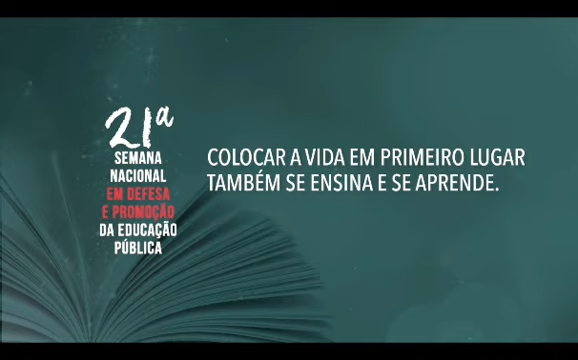 21ª
SEMANA
NACIONAL
EM DEFESA
E PROMOÇÃO
DA EDUCAÇÃO
PÚBLICA
COLOCAR A VIDA EM PRIMEIRO LUGAR
TAMBÉM SE ENSINA E SE APRENDE.